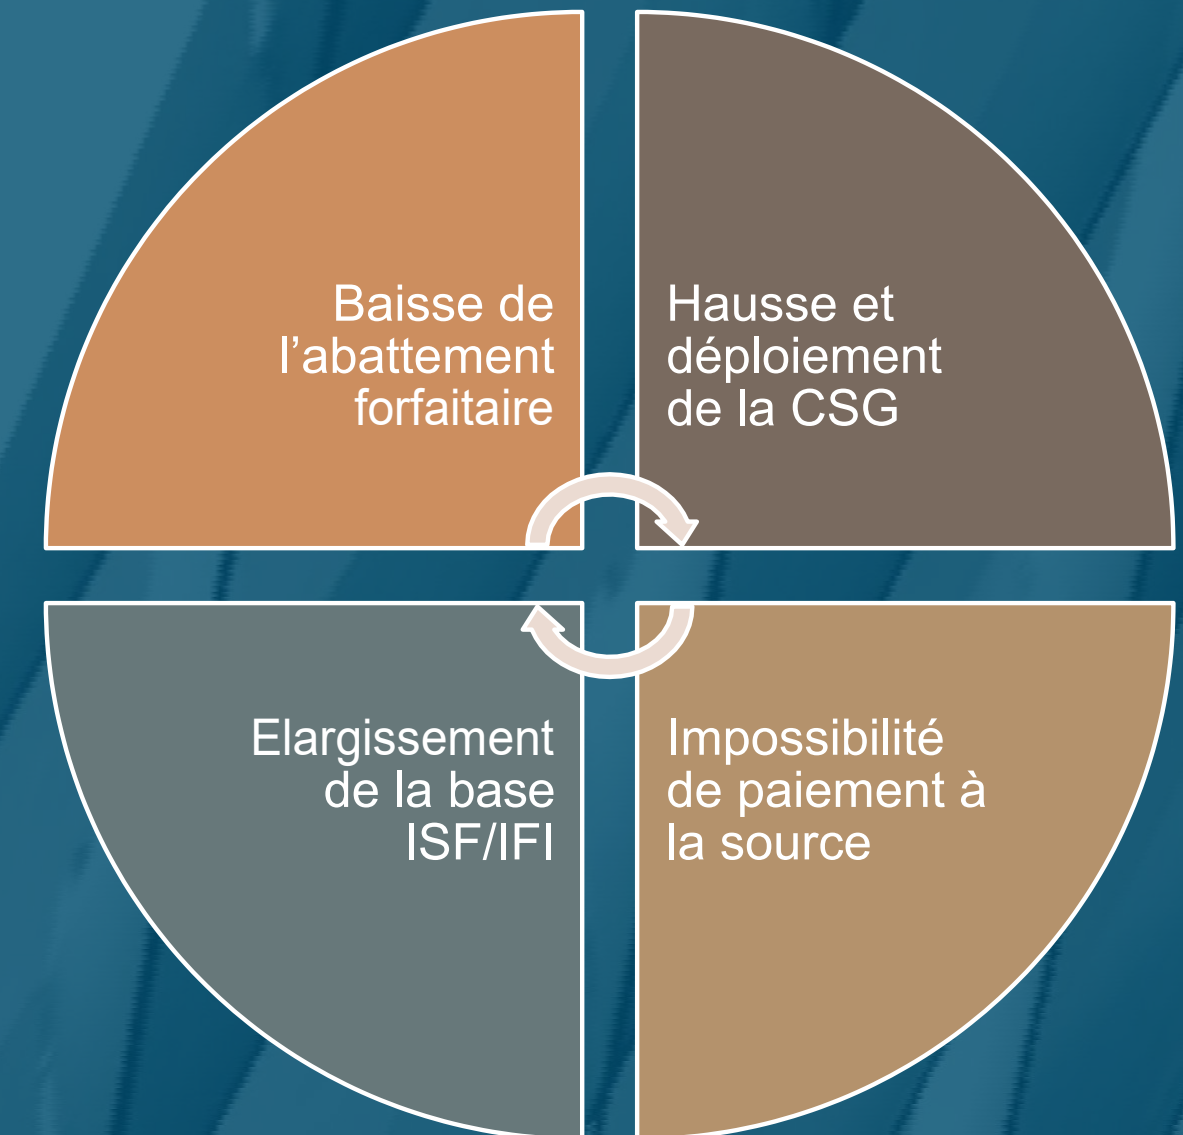 Baisse de
l’abattement
forfaitaire
Hausse et
déploiement
de la CSG
Elargissement
de la base
ISF/IFI
Impossibilité
de paiement à
la source